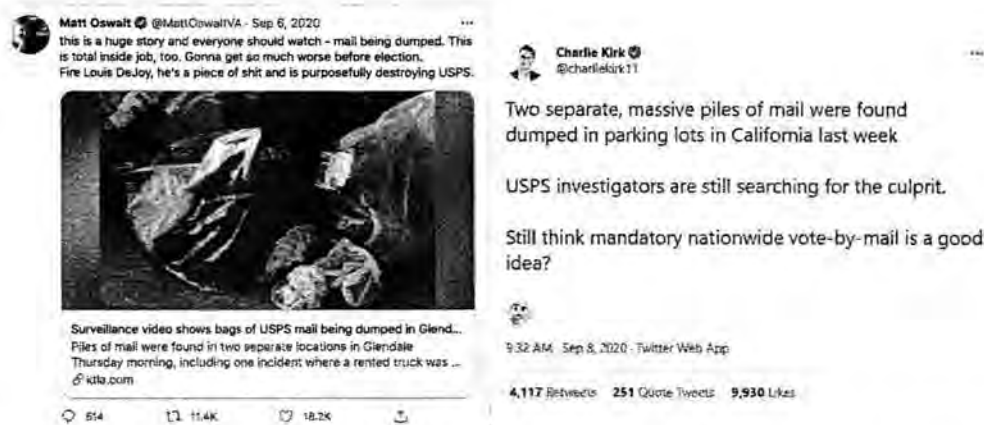 Matt Oswalt @MattOswaltVA · Sep 6, 2020
this is a huge story and everyone should watch - mail being dumped. This
is total inside job, too. Gonna get so much worse before election.
Fire Louis DeJoy, he's a piece of shit and is purposefully destroying USPS.
Surveillance video shows bags of USPS mail being dumped in Glend...
Piles of mail were found in two separate locations in Glendale
Thursday morning, including one incident where a rented truck was ...
ktla.com
514 11.4K 18.2K
Charlie Kirk
@charliekirk11
Two separate, massive piles of mail were found
dumped in parking lots in California last week
USPS investigators are still searching for the culprit.
Still think mandatory nationwide vote-by-mail is a good
idea?
9:32 AM · Sep 8, 2020 · Twitter Web App
4,117 Retweets 251 Quote Tweets 9,930 Likes